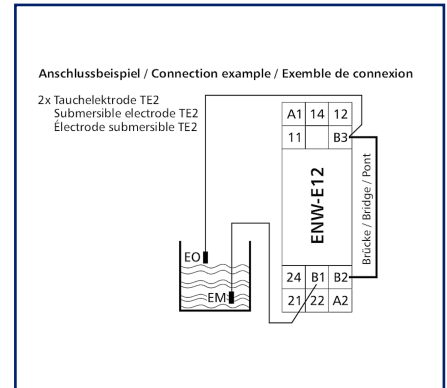 Anschlussbeispiel / Connection example / Exemble de connexion
2x Tauchelektrode TE2
Submersible electrode TE2
Électrode submersible TE2
A1 14 12
11 B3
ENW-E12
Brücke / Bridge / Pont
EO
EM
24 B1 B2
21 22 A2